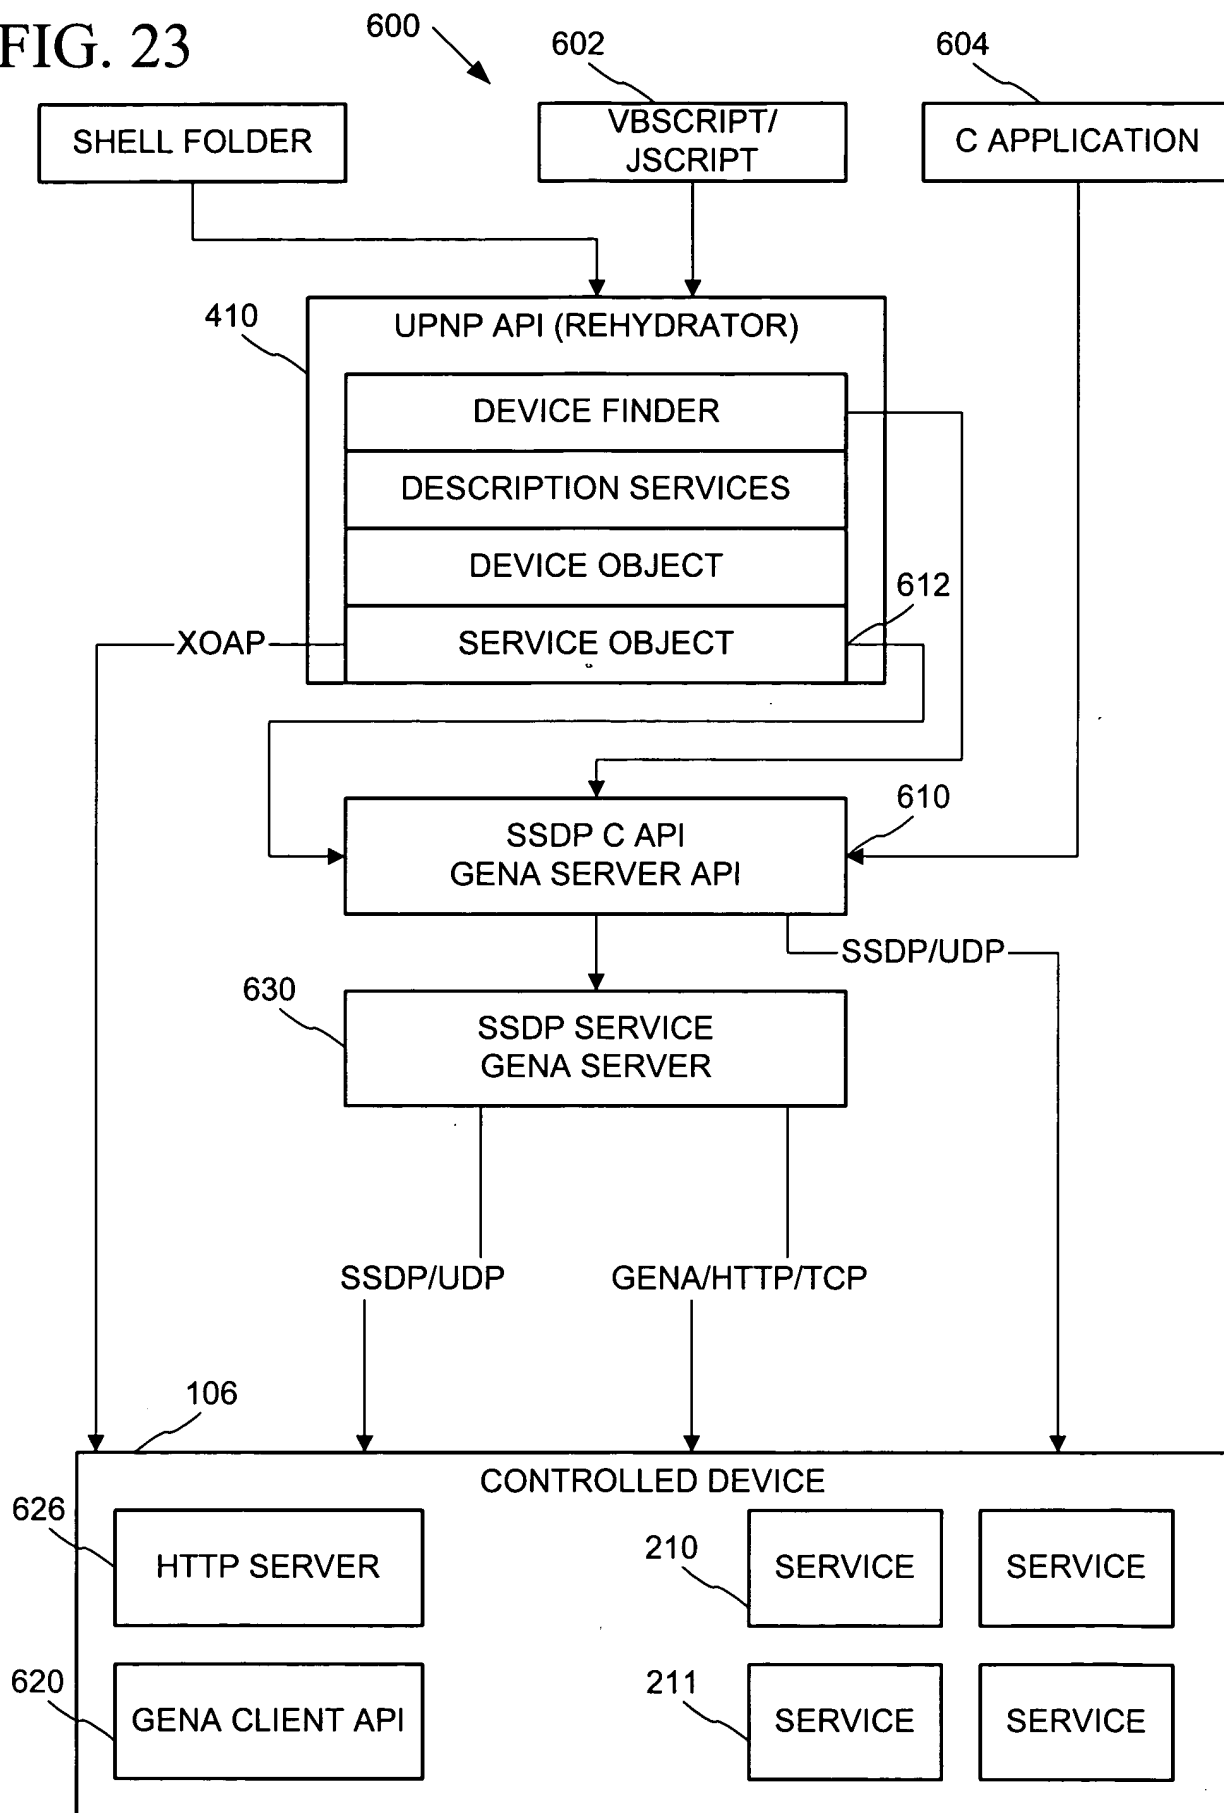 FIG. 23
600
602
604
SHELL FOLDER
VBSCRIPT/
JSCRIPT
C APPLICATION
410
UPNP API (REHYDRATOR)
DEVICE FINDER
DESCRIPTION SERVICES
DEVICE OBJECT
612
XOAP
SERVICE OBJECT
610
SSDP C API
GENA SERVER API
SSDP/UDP
630
SSDP SERVICE
GENA SERVER
SSDP/UDP
GENA/HTTP/TCP
106
CONTROLLED DEVICE
626
HTTP SERVER
210
SERVICE
SERVICE
620
GENA CLIENT API
211
SERVICE
SERVICE